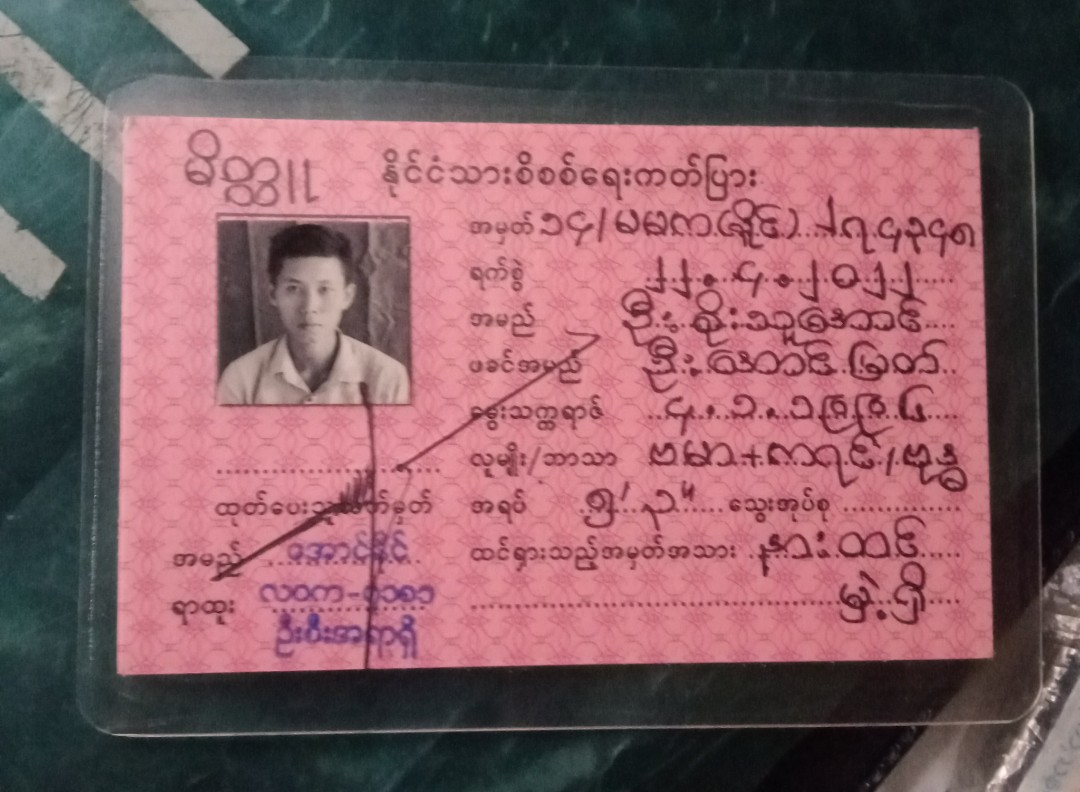 မိတ္တူ
နိုင်ငံသားစိစစ်ရေးကတ်ပြား
အမှတ် ၁၄/မမက(နိုင်) ၂၇၄၃၄၈
ရက်စွဲ ၂၂.၄.၂၀၂၂
အမည် ဦး စိုးသူအောင်
ဖခင်အမည် ဦး အောင်မြတ်
မွေးသက္ကရာဇ် ၄.၁.၁၉၉၆
လူမျိုး/ဘာသာ ဗမာ+ကရင်/ဗုဒ္ဓ
အရပ် ၅' ၃" သွေးအုပ်စု
ထင်ရှားသည့်အမှတ်အသား နားထင်
မှဲ့ရှိ
ထုတ်ပေးသူလက်မှတ်
အမည် အောင်နိုင်
ရာထူး လဝက-
ဦးစီးအရာရှိ